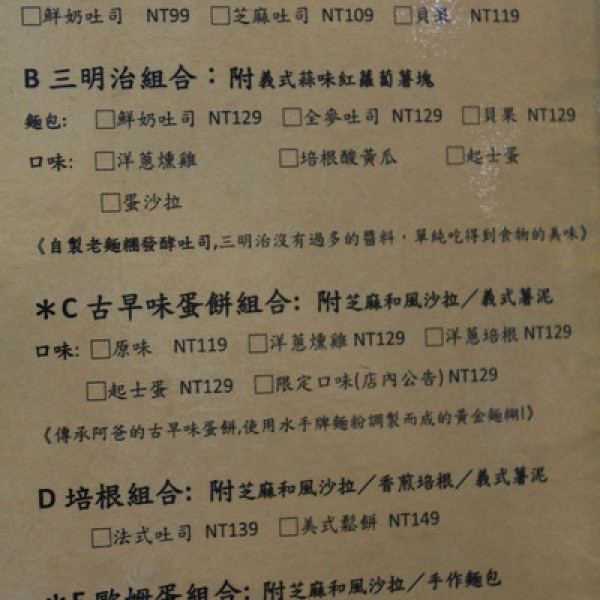 □鮮奶吐司 NT99 □芝麻吐司 NT109 □貝果 NT119
B 三明治組合：附義式蒜味紅蘿蔔薯塊
麵包: □鮮奶吐司 NT129 □全麥吐司 NT129 □貝果 NT129
口味: □洋蔥燻雞 □培根酸黃瓜 □起士蛋
□蛋沙拉
《自製老麵糰發酵吐司,三明治沒有過多的醬料，單純吃得到食物的美味》
＊C 古早味蛋餅組合: 附芝麻和風沙拉／義式薯泥
口味: □原味 NT119 □洋蔥燻雞 NT129 □洋蔥培根 NT129
□起士蛋 NT129 □限定口味(店內公告) NT129
《傳承阿爸的古早味蛋餅,使用水手牌麵粉調製而成的黃金麵糊!》
D 培根組合: 附芝麻和風沙拉／香煎培根／義式薯泥
□法式吐司 NT139 □美式鬆餅 NT149
＊E 歐姆蛋組合: 附芝麻和風沙拉／手作麵包